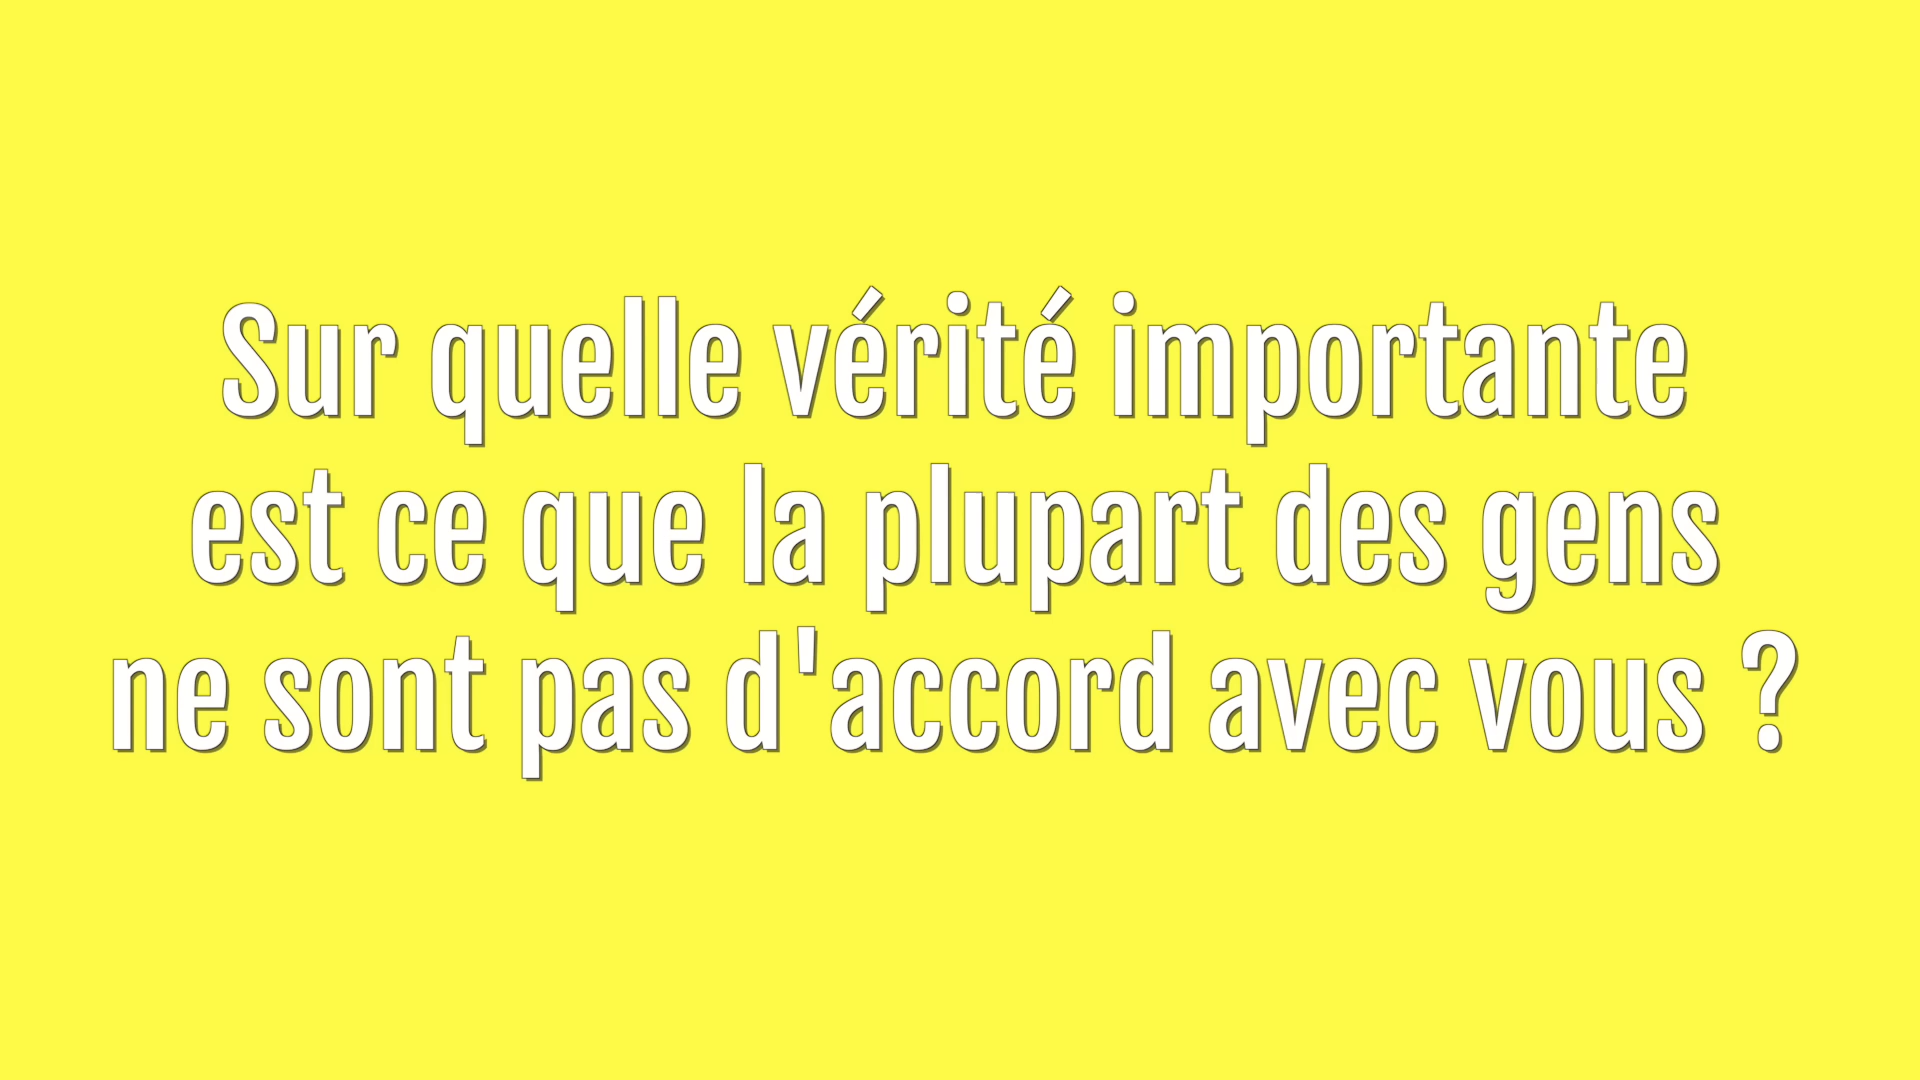 Sur quelle vérité importante
est ce que la plupart des gens
ne sont pas d'accord avec vous ?